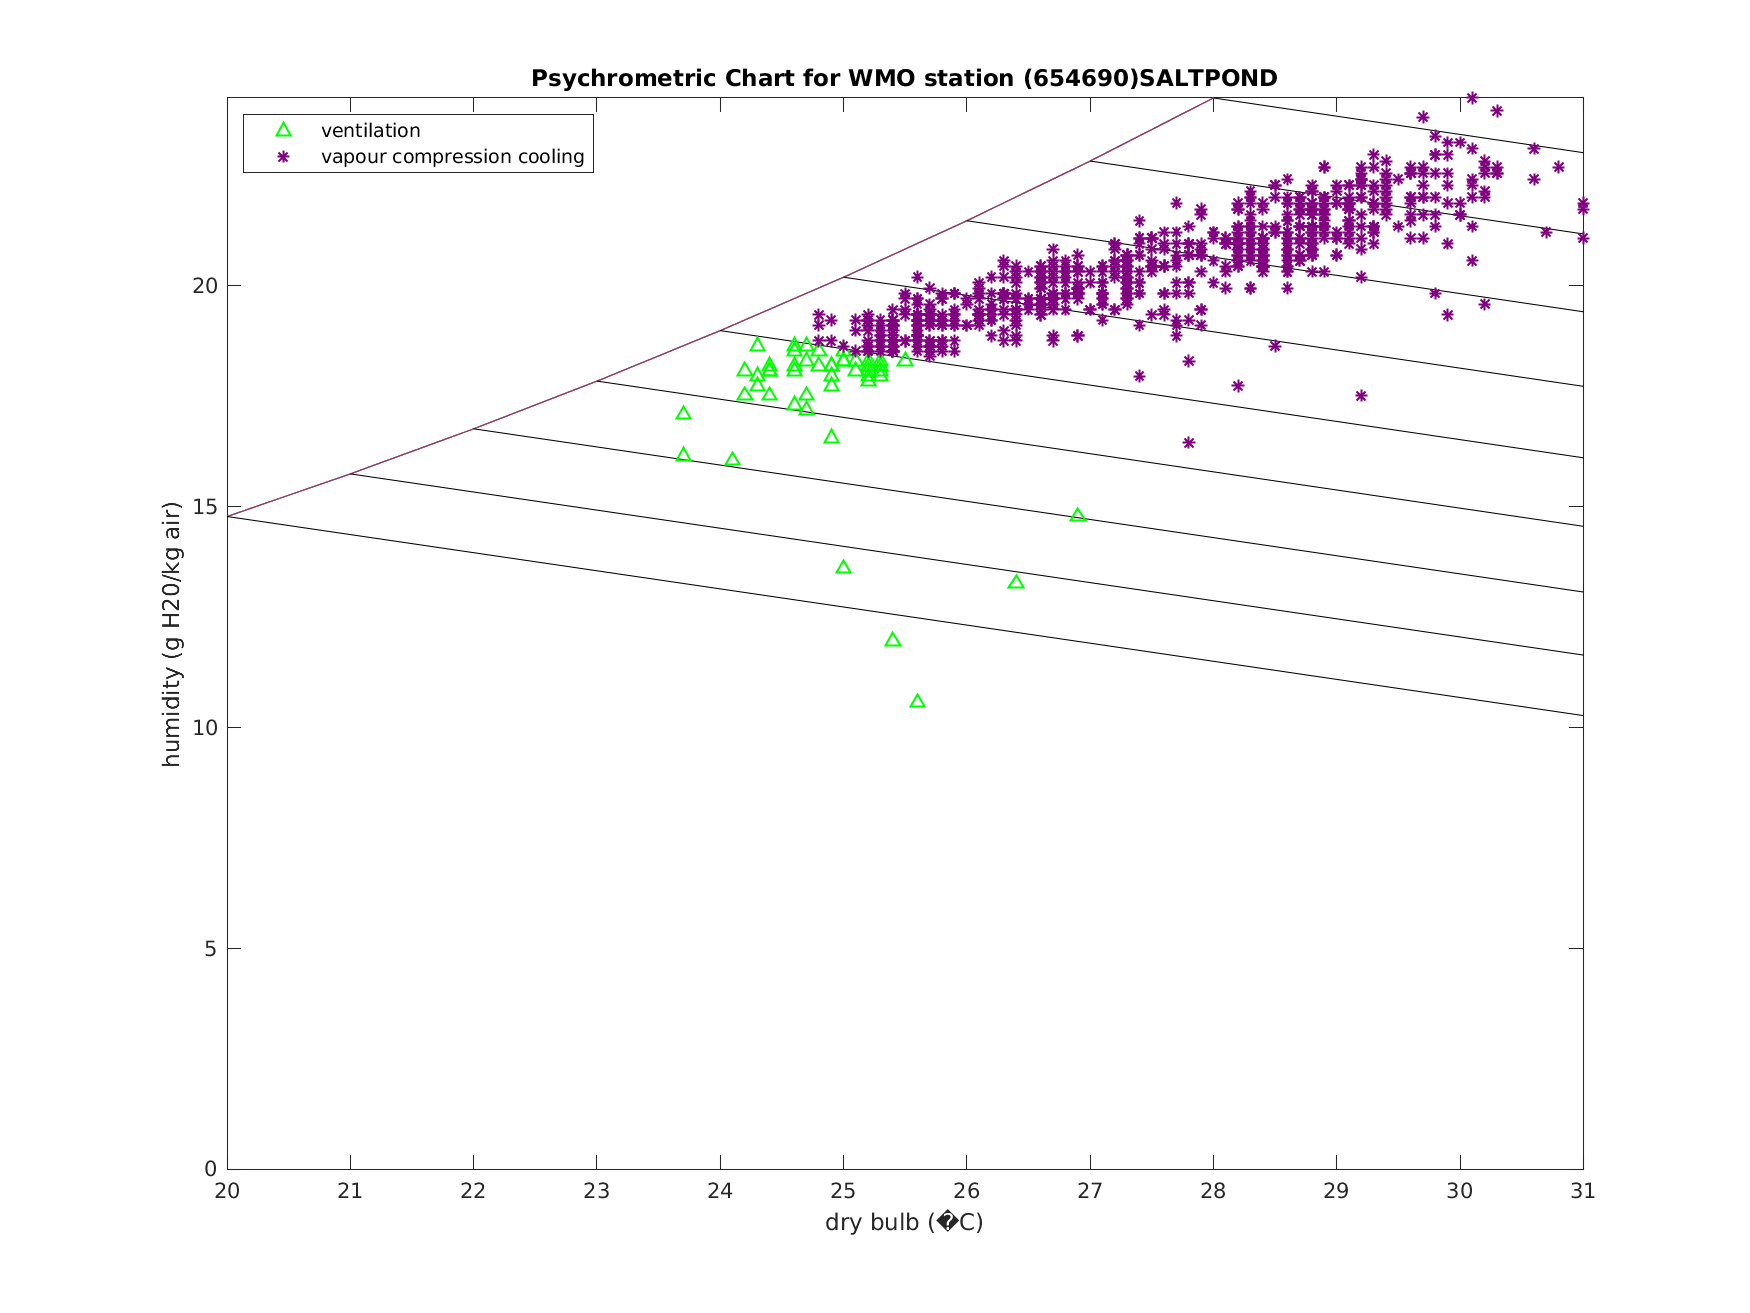 Psychrometric Chart for WMO station (654690)SALTPOND
ventilation
vapour compression cooling
humidity (g H20/kg air)
20
15
10
5
0
20 21 22 23 24 25 26 27 28 29 30 31
dry bulb (�C)